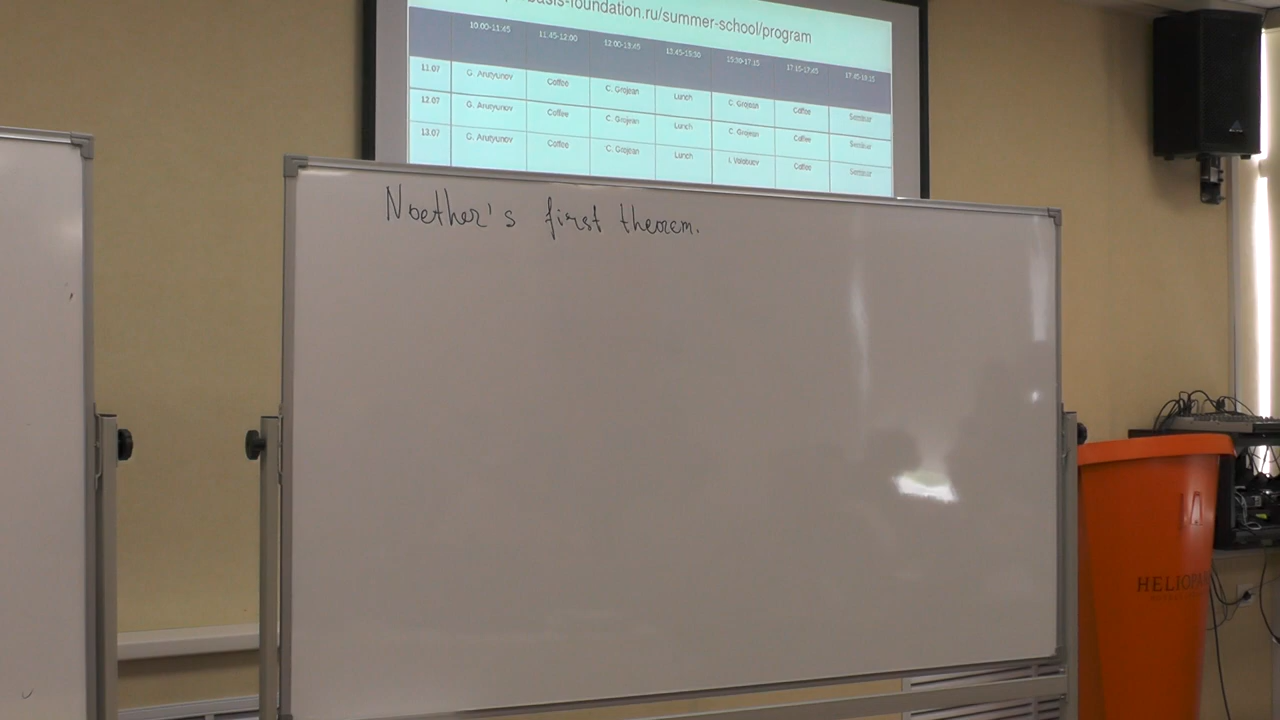 basis-foundation.ru/summer-school/program
10:00-11:45 11:45-12:00 12:00-13:45 13:45-15:30 15:30-17:15 17:15-17:45 17:45-19:15
11.07 G. Arutyunov Coffee C. Grojean Lunch C. Grojean Coffee Seminar
12.07 G. Arutyunov Coffee C. Grojean Lunch C. Grojean Coffee Seminar
13.07 G. Arutyunov Coffee C. Grojean Lunch I. Volobuev Coffee Seminar
Noether's first theorem.